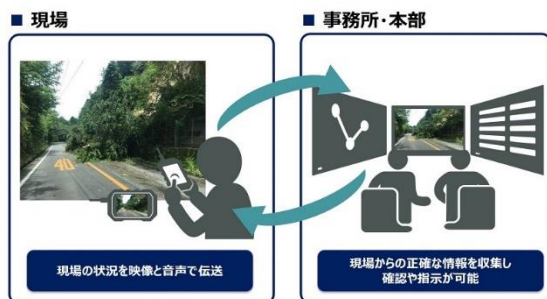 ■ 現場
40
現場の状況を映像と音声で伝送
■ 事務所・本部
現場からの正確な情報を収集し
確認や指示が可能